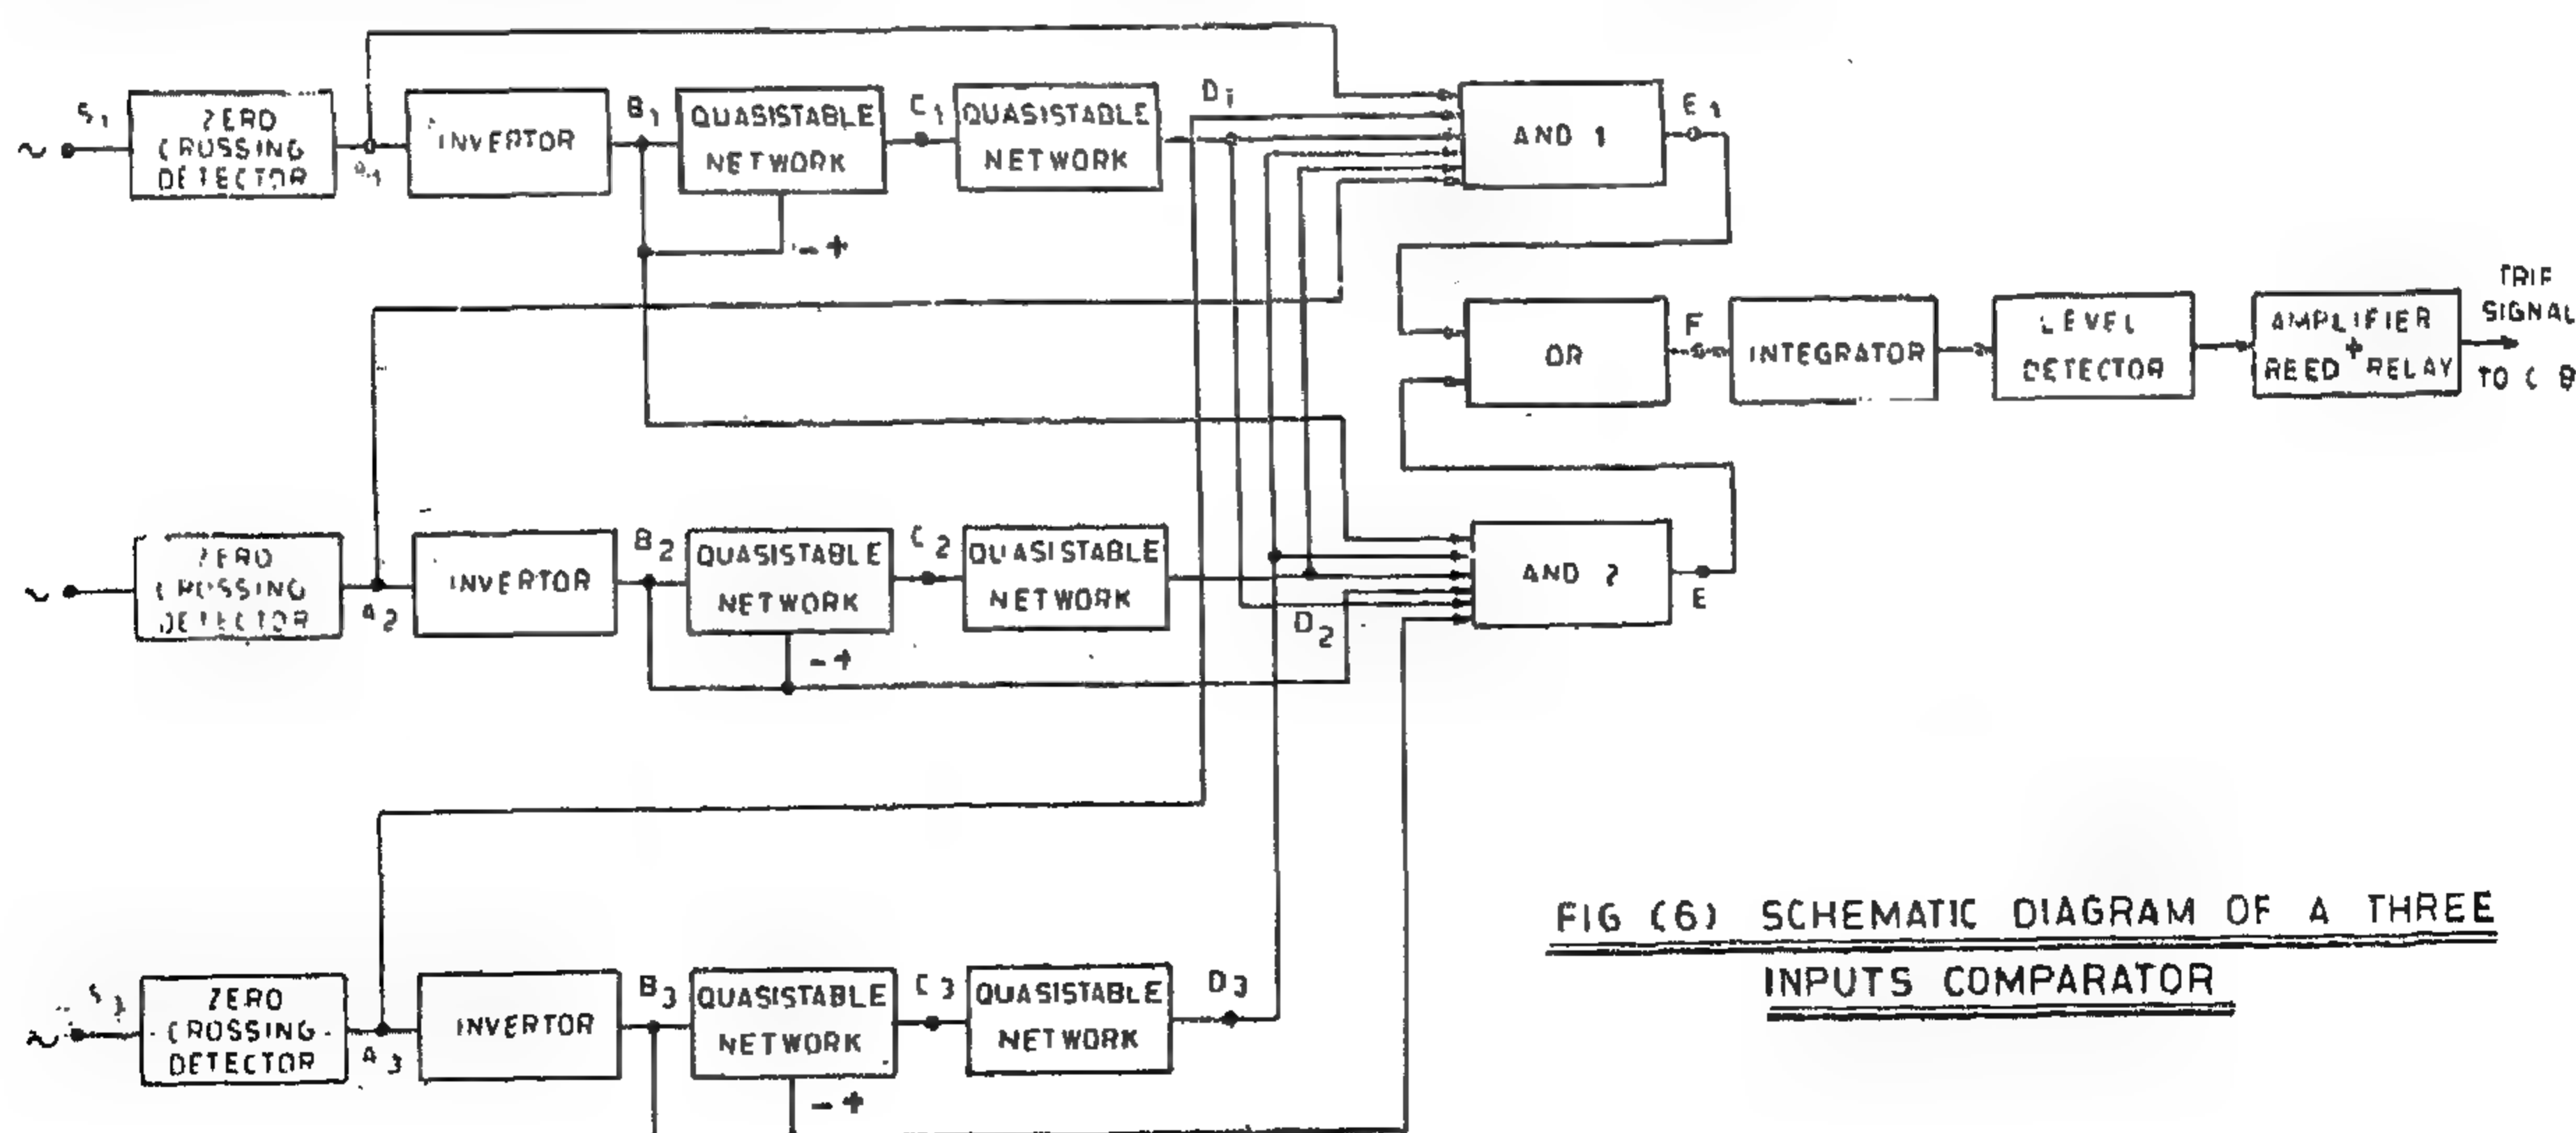 S1
ZERO
CROSSING
DETECTOR
A1
INVERTOR
B1
QUASISTABLE
NETWORK
- +
C1
QUASISTABLE
NETWORK
D1
AND 1
E1
OR
F
INTEGRATOR
LEVEL
DETECTOR
AMPLIFIER
+
REED RELAY
TRIP
SIGNAL
TO C B
ZERO
CROSSING
DETECTOR
A2
INVERTOR
B2
QUASISTABLE
NETWORK
- +
C2
QUASISTABLE
NETWORK
D2
AND 2
E
S3
ZERO
CROSSING
DETECTOR
A3
INVERTOR
B3
QUASISTABLE
NETWORK
- +
C3
QUASISTABLE
NETWORK
D3
FIG (6) SCHEMATIC DIAGRAM OF A THREE
INPUTS COMPARATOR